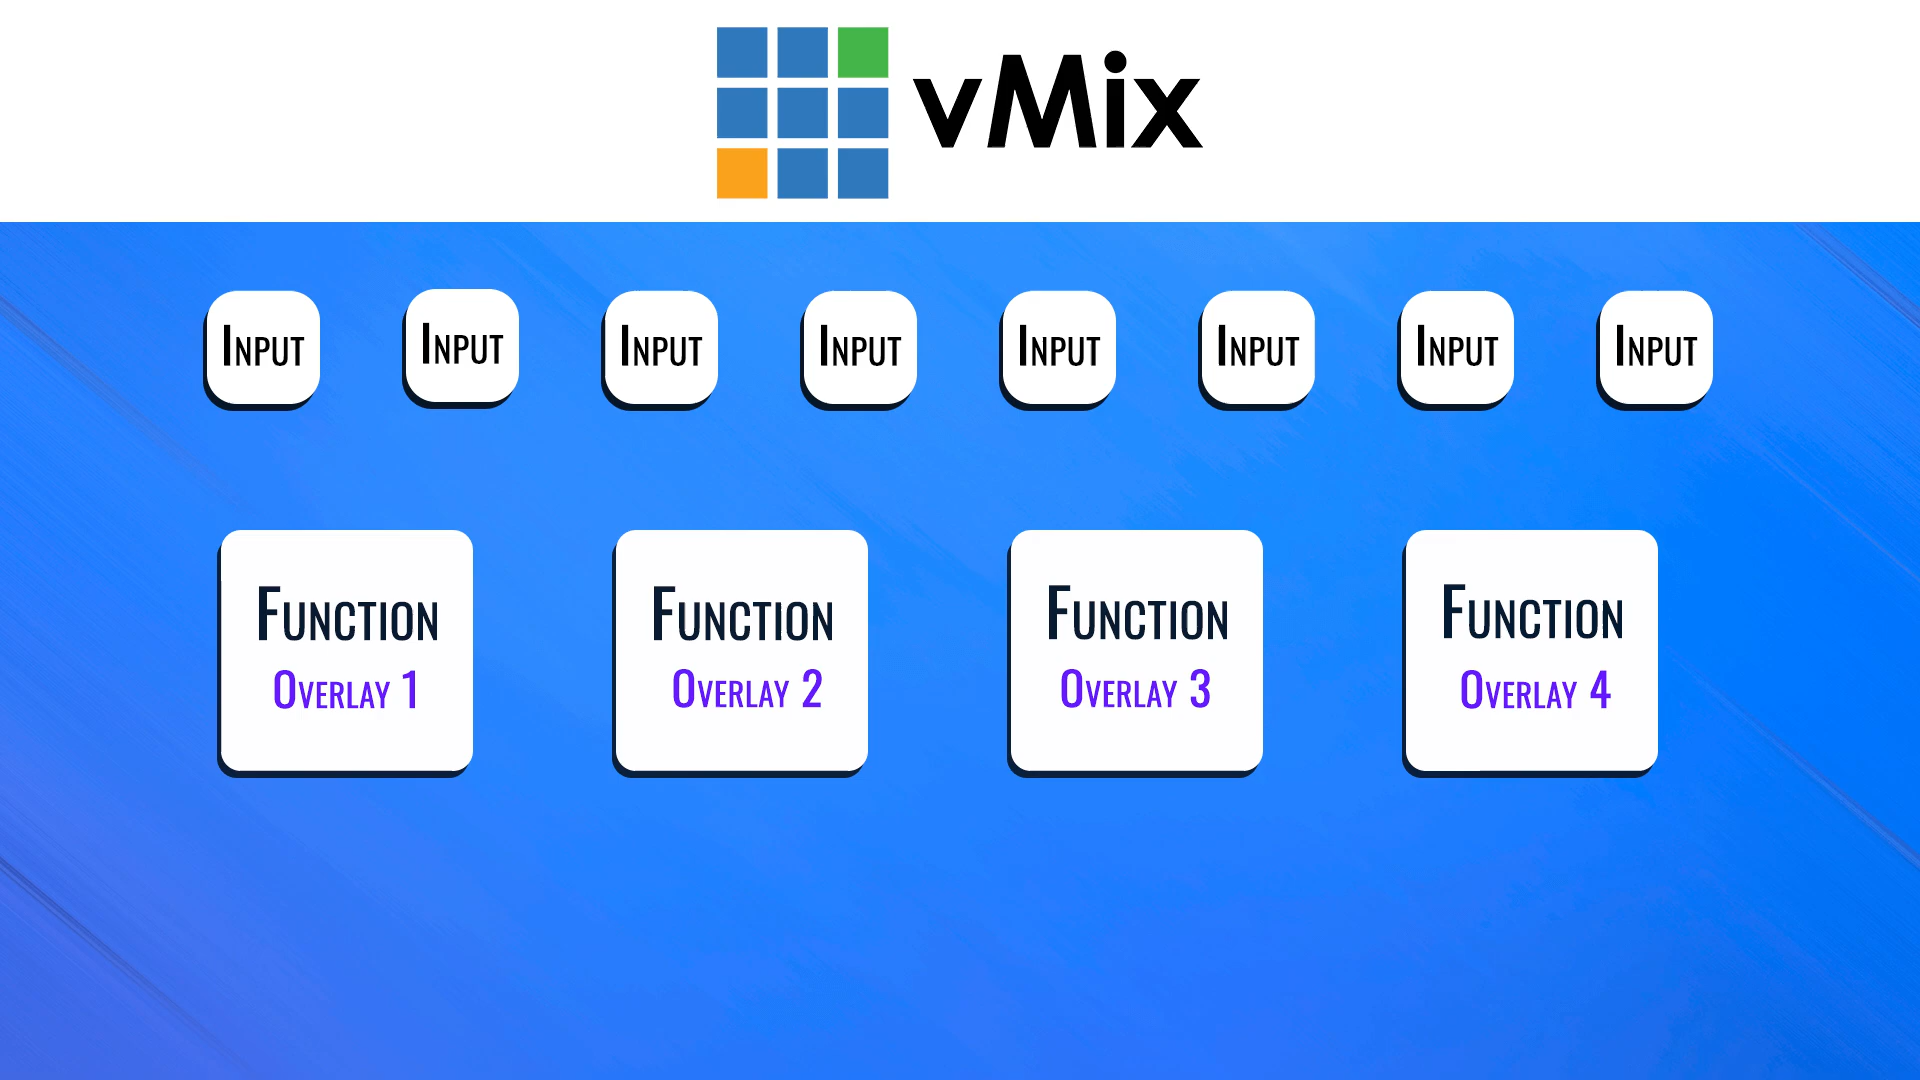 vMix
Input Input Input Input Input Input Input Input
Function Function Function Function
Overlay 1 Overlay 2 Overlay 3 Overlay 4